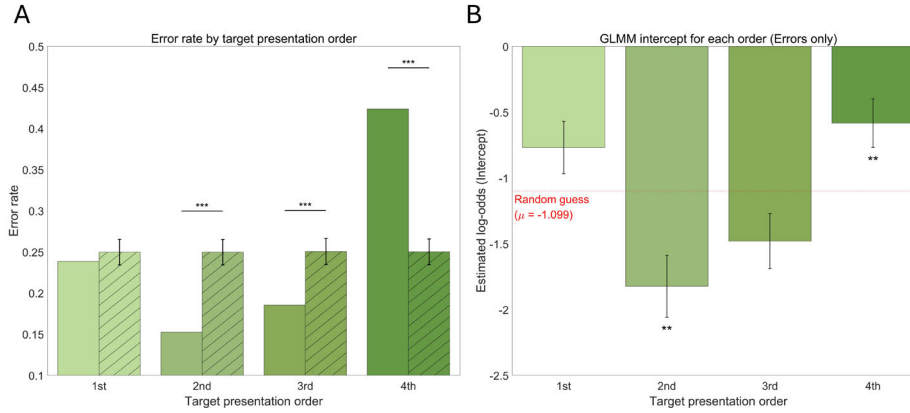 A
Error rate by target presentation order
0.5
0.45
0.4
0.35
0.3
0.25
0.2
0.15
0.1
Error rate
***
***
***
1st
2nd
3rd
4th
Target presentation order
B
GLMM intercept for each order (Errors only)
0
-0.5
-1
-1.5
-2
-2.5
Estimated log-odds (Intercept)
Random guess
(μ = -1.099)
**
**
1st
2nd
3rd
4th
Target presentation order